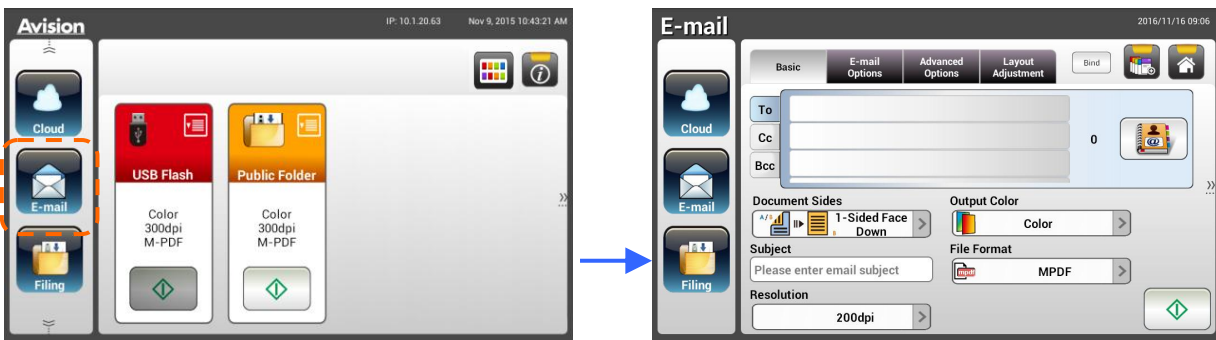 Avision
IP: 10.1.20.63
Nov 9, 2015 10:43:21 AM
Cloud
E-mail
Filing
USB Flash
Color
300dpi
M-PDF
Public Folder
Color
300dpi
M-PDF
E-mail
2016/11/16 09:06
Cloud
E-mail
Filing
Basic
E-mail
Options
Advanced
Options
Layout
Adjustment
Bind
To
Cc
Bcc
0
Document Sides
1-Sided Face
Down
Output Color
Color
Subject
Please enter email subject
File Format
mpdf
MPDF
Resolution
200dpi